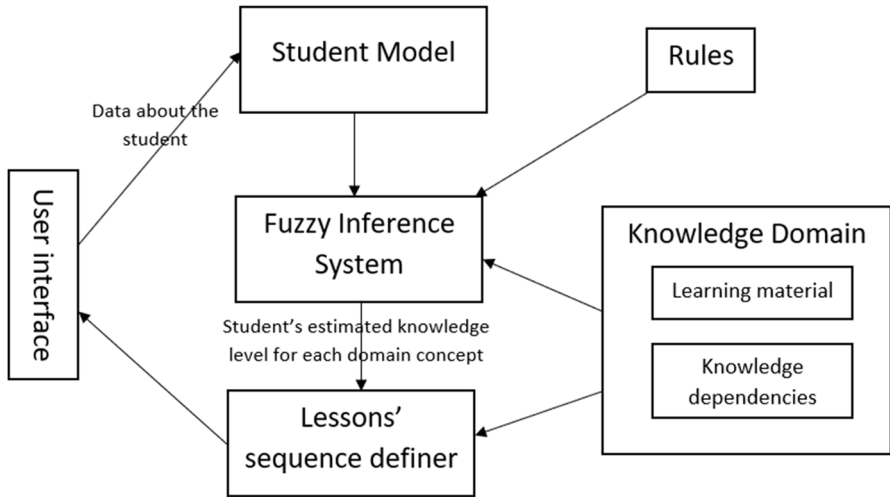 Student Model
Rules
Data about the
student
User interface
Fuzzy Inference
System
Knowledge Domain
Learning material
Knowledge
dependencies
Student’s estimated knowledge
level for each domain concept
Lessons’
sequence definer